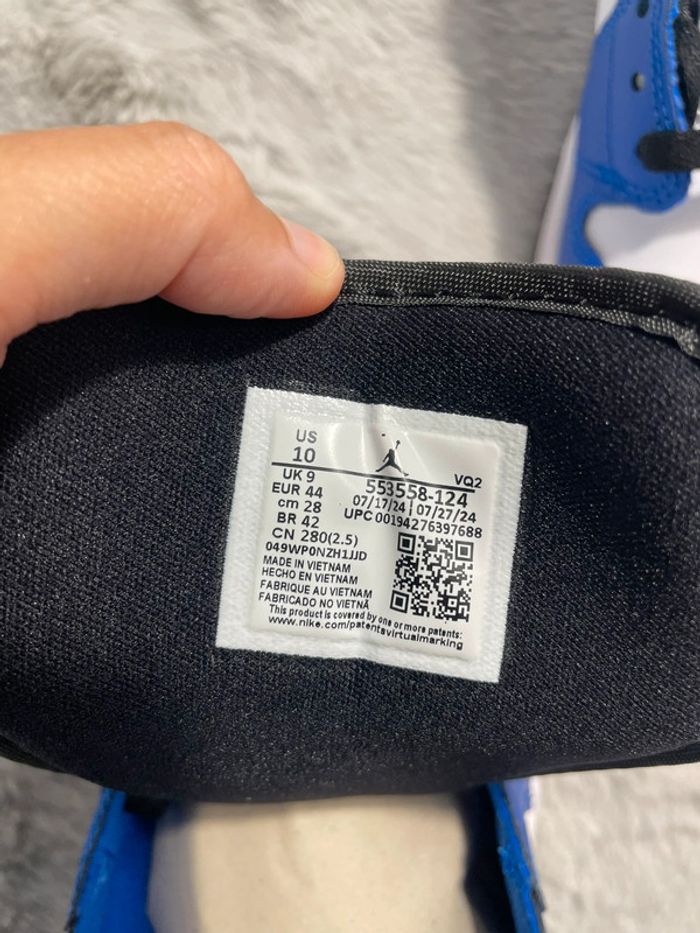 US
10
VQ2
UK 9
EUR 44
cm 28
BR 42
CN 280(2.5)
553558-124
07/17/24 | 07/27/24
UPC 00194276397688
049WP0NZH1JJD
MADE IN VIETNAM
HECHO EN VIETNAM
FABRIQUE AU VIETNAM
FABRICADO NO VIETNÃ
This product is covered by one or more patents:
www.nike.com/patentsvirtualmarking